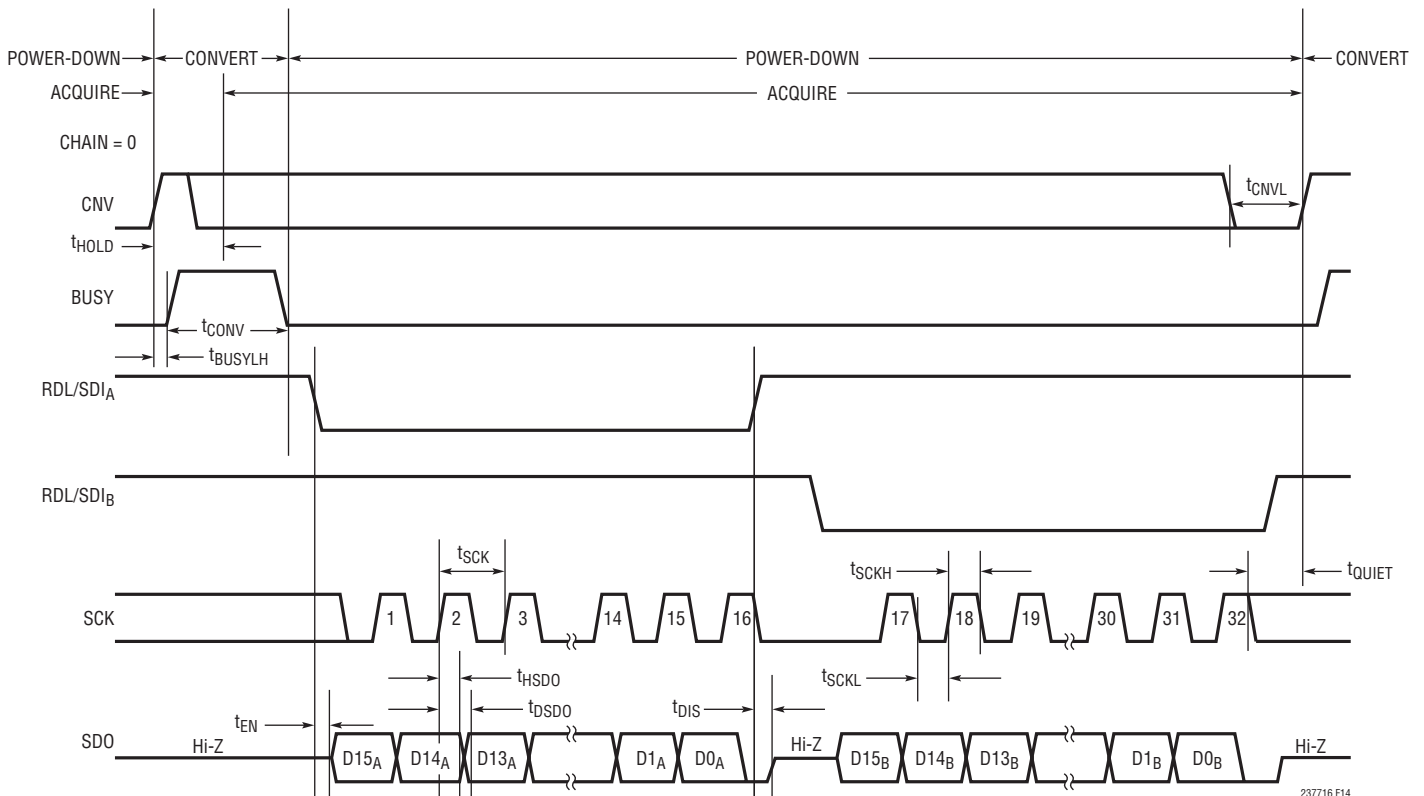 POWER-DOWN CONVERT POWER-DOWN CONVERT
ACQUIRE ACQUIRE
CHAIN = 0
CNV tCNVL
tHOLD
BUSY
tCONV
tBUSYLH
RDL/SDIA
RDL/SDIB
tSCK tSCKH tQUIET
SCK 1 2 3 14 15 16 17 18 19 30 31 32
tHSDO tSCKL
tEN tDSDO tDIS
SDO Hi-Z D15A D14A D13A D1A D0A Hi-Z D15B D14B D13B D1B D0B Hi-Z
237716 F14